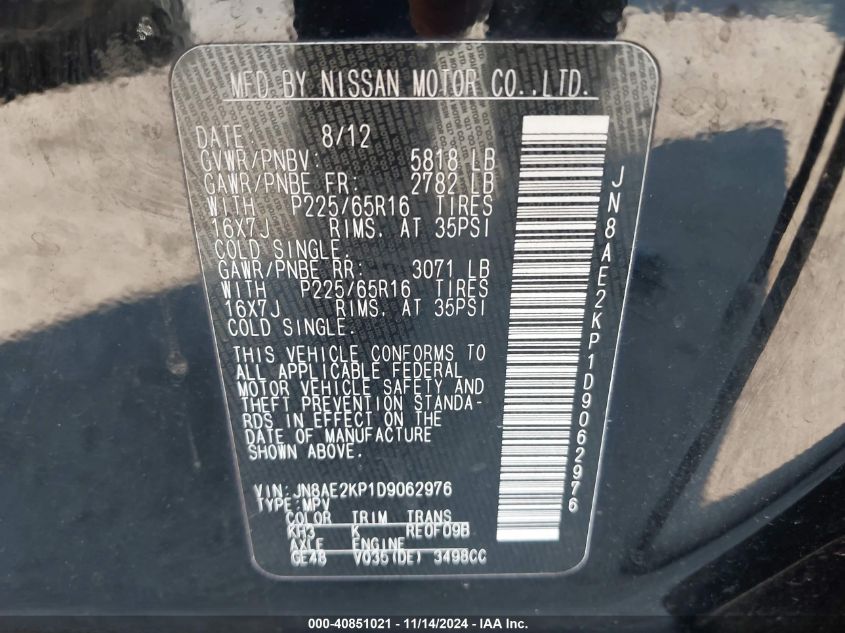 MFD BY NISSAN MOTOR CO.,LTD.
DATE 8/12
GVWR/PNBV: 5818 LB
GAWR/PNBE FR: 2782 LB
WITH P225/65R16 TIRES
16X7J RIMS. AT 35PSI
COLD SINGLE.
GAWR/PNBE RR: 3071 LB
WITH P225/65R16 TIRES
16X7J RIMS. AT 35PSI
COLD SINGLE.
THIS VEHICLE CONFORMS TO
ALL APPLICABLE FEDERAL
MOTOR VEHICLE SAFETY AND
THEFT PREVENTION STANDA-
RDS IN EFFECT ON THE
DATE OF MANUFACTURE
SHOWN ABOVE.
VIN: JN8AE2KP1D9062976
TYPE: MPV
COLOR TRIM TRANS
KH3 K RE0F09B
AXLE ENGINE
GE48 VQ35(DE) 3498CC
JN8AE2KP1D9062976
000-40851021 - 11/14/2024 - IAA Inc.